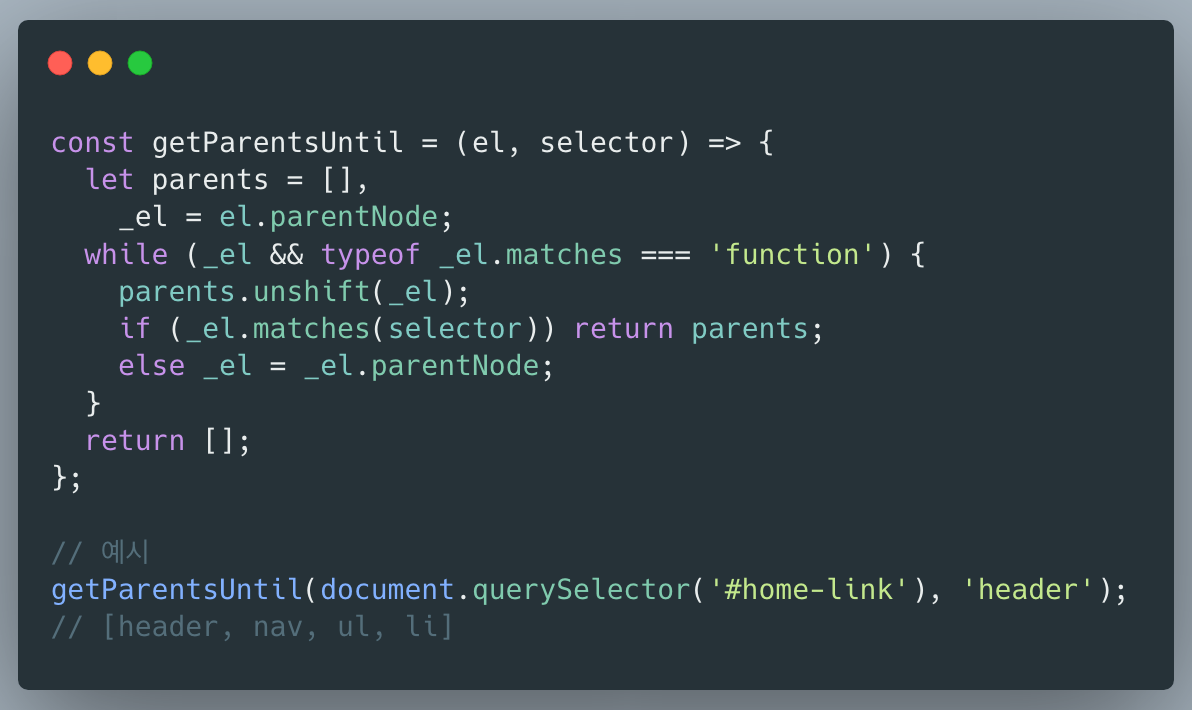 const getParentsUntil = (el, selector) => {
  let parents = [],
    _el = el.parentNode;
  while (_el && typeof _el.matches === 'function') {
    parents.unshift(_el);
    if (_el.matches(selector)) return parents;
    else _el = _el.parentNode;
  }
  return [];
};

// 예시
getParentsUntil(document.querySelector('#home-link'), 'header');
// [header, nav, ul, li]